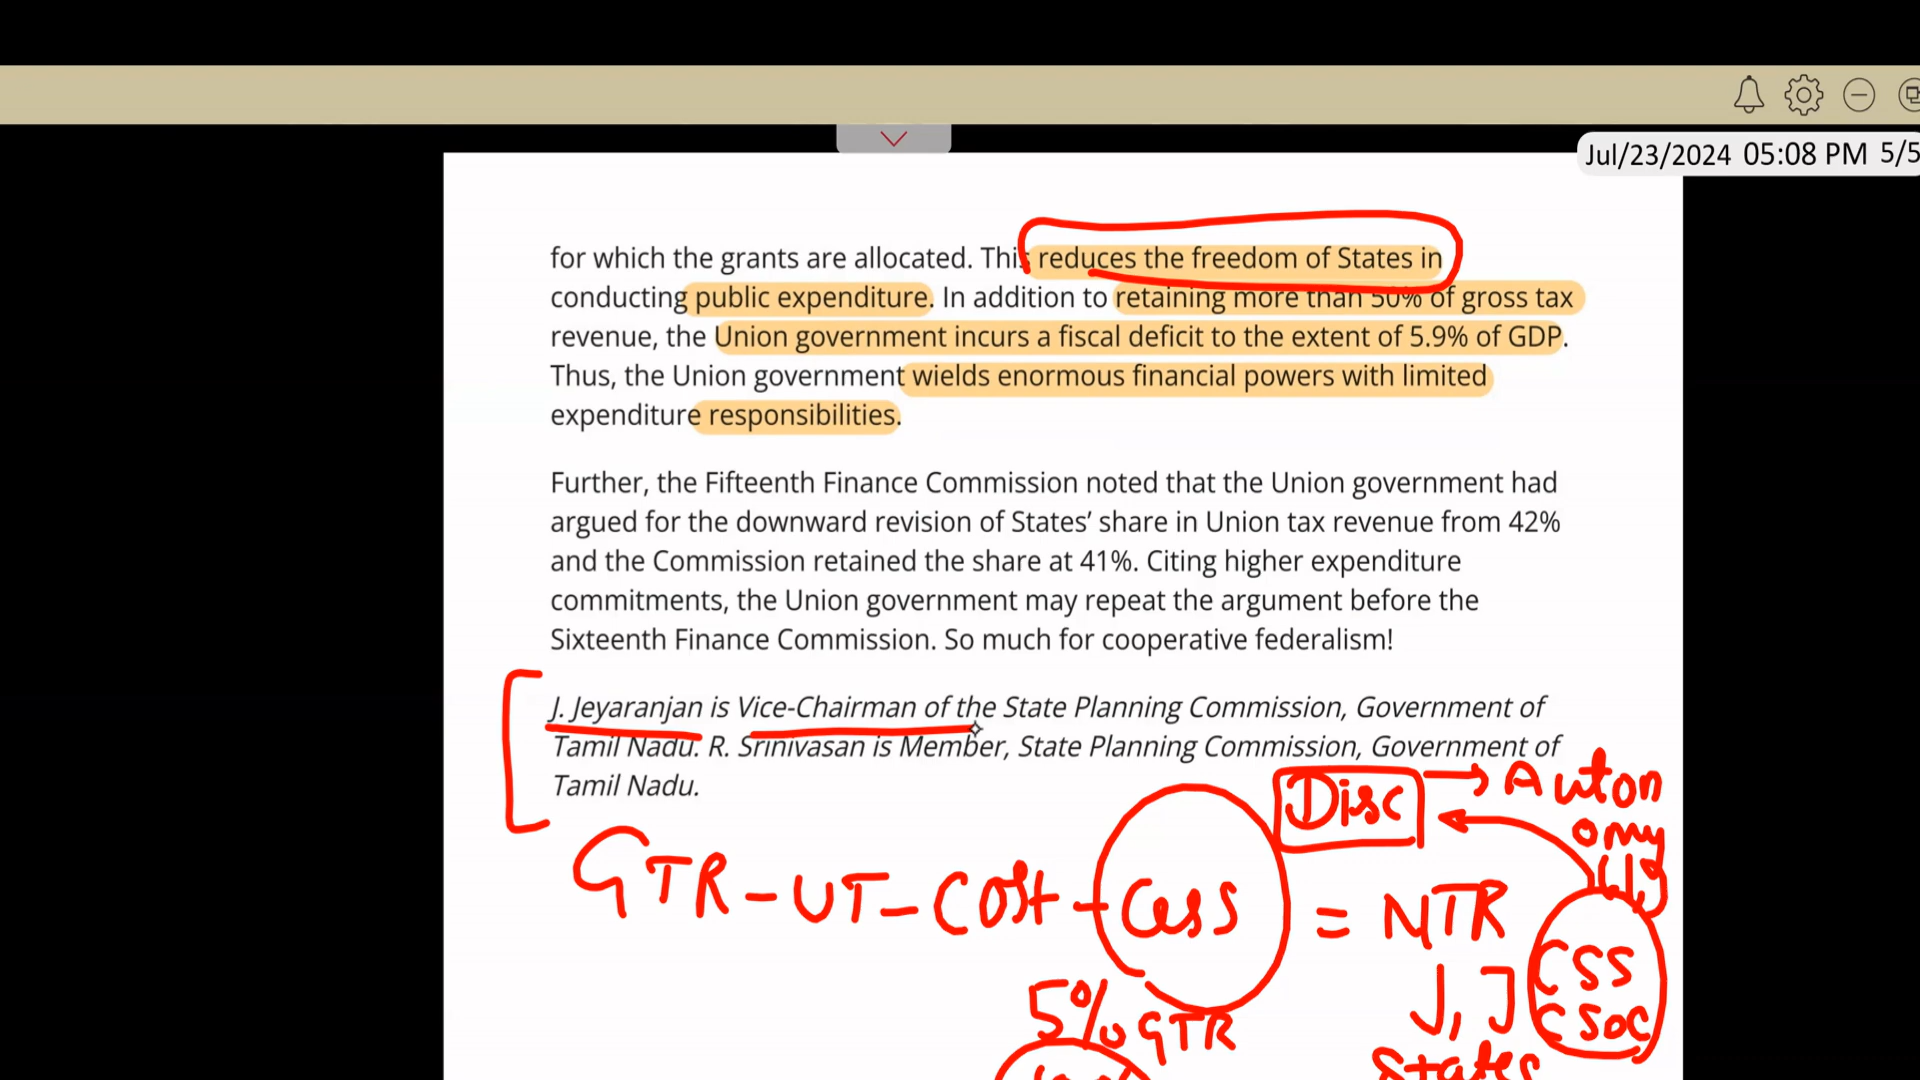 Jul/23/2024 05:08 PM 5/5
for which the grants are allocated. This reduces the freedom of States in
conducting public expenditure. In addition to retaining more than 50% of gross tax
revenue, the Union government incurs a fiscal deficit to the extent of 5.9% of GDP.
Thus, the Union government wields enormous financial powers with limited
expenditure responsibilities.
Further, the Fifteenth Finance Commission noted that the Union government had
argued for the downward revision of States’ share in Union tax revenue from 42%
and the Commission retained the share at 41%. Citing higher expenditure
commitments, the Union government may repeat the argument before the
Sixteenth Finance Commission. So much for cooperative federalism!
J. Jeyaranjan is Vice-Chairman of the State Planning Commission, Government of
Tamil Nadu. R. Srinivasan is Member, State Planning Commission, Government of
Tamil Nadu.
Disc → Auton
omy
GTR - UT - Cost - Cess = NTR
CSS
CSoC
5% GTR
States